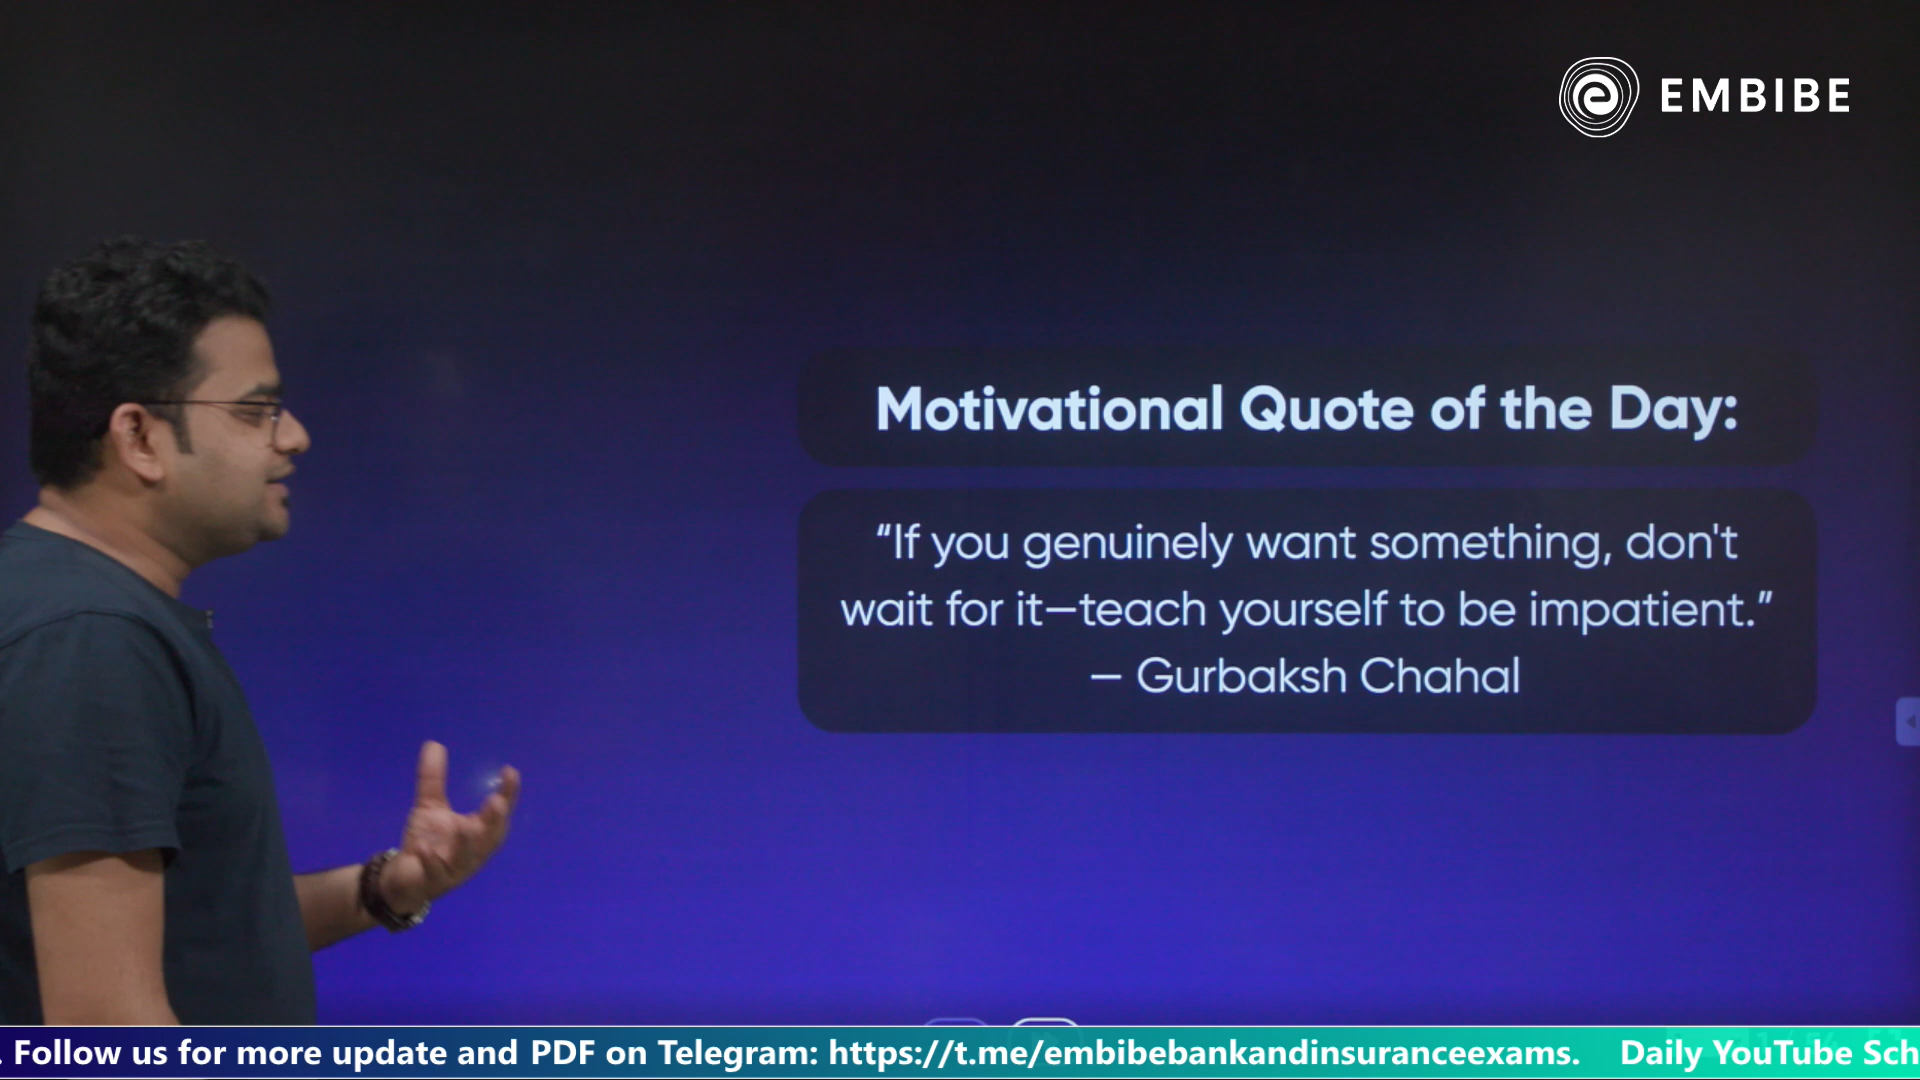 EMBIBE
Motivational Quote of the Day:
“If you genuinely want something, don't
wait for it—teach yourself to be impatient.”
— Gurbaksh Chahal
. Follow us for more update and PDF on Telegram: https://t.me/embibebankandinsuranceexams. Daily YouTube Sch